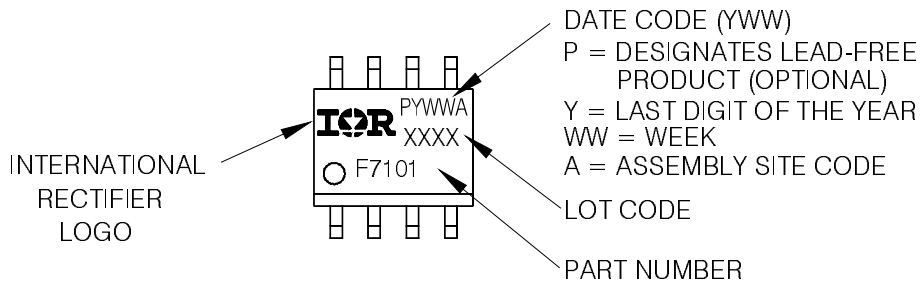 DATE CODE (YWW)
P = DESIGNATES LEAD-FREE
PRODUCT (OPTIONAL)
Y = LAST DIGIT OF THE YEAR
WW = WEEK
A = ASSEMBLY SITE CODE
PYWWA
IOR
XXXX
F7101
INTERNATIONAL
RECTIFIER
LOGO
LOT CODE
PART NUMBER